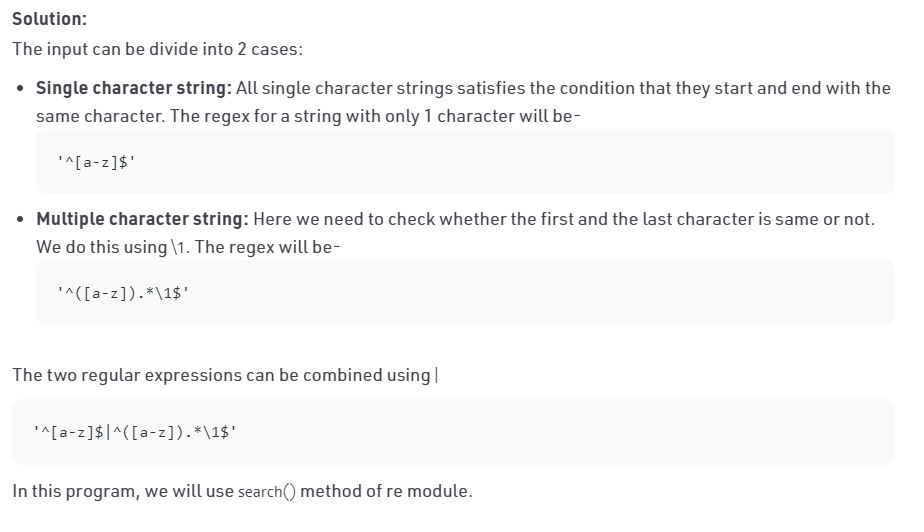 Solution:
The input can be divide into 2 cases:
• Single character string: All single character strings satisfies the condition that they start and end with the
same character. The regex for a string with only 1 character will be-
'^[a-z]$'
• Multiple character string: Here we need to check whether the first and the last character is same or not.
We do this using \1. The regex will be-
'^([a-z]).*\1$'
The two regular expressions can be combined using |
'^[a-z]$|^([a-z]).*\1$'
In this program, we will use search() method of re module.